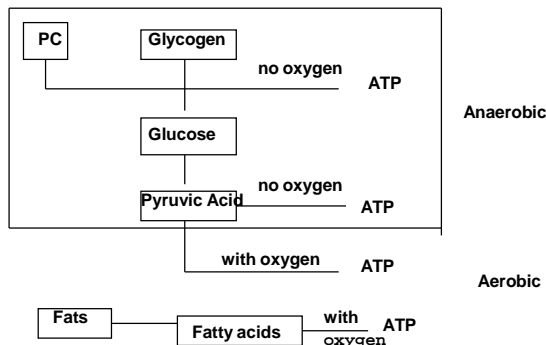 PC
Glycogen
no oxygen
ATP
Anaerobic
Glucose
no oxygen
Pyruvic Acid
ATP
with oxygen
ATP
Aerobic
Fats
Fatty acids
with
oxygen
ATP